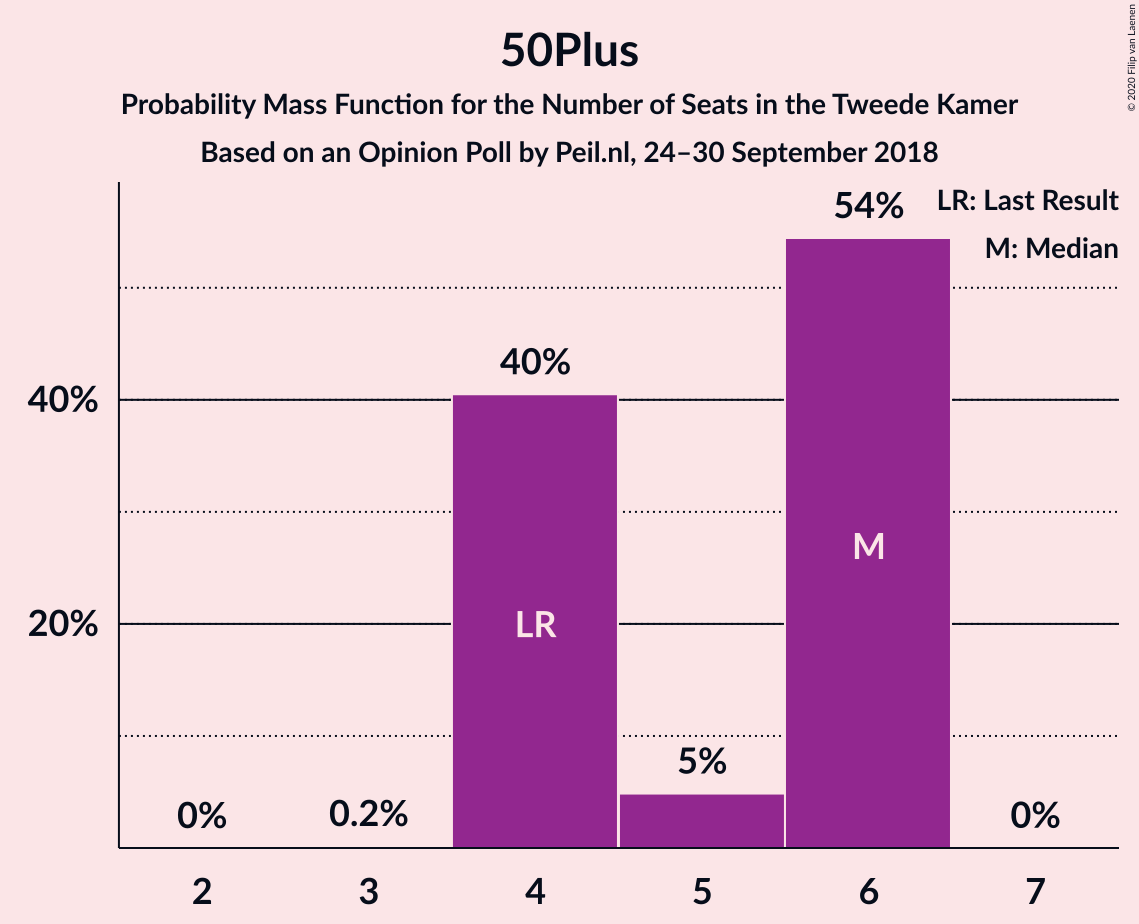 50Plus
Probability Mass Function for the Number of Seats in the Tweede Kamer
Based on an Opinion Poll by Peil.nl, 24–30 September 2018
© 2020 Filip van Laenen
LR: Last Result
M: Median
54%
40%
40%
M
LR
20%
5%
0%
0.2%
0%
2
3
4
5
6
7